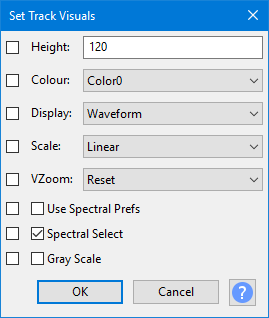 Set Track Visuals
Height: 120
Colour: Color0
Display: Waveform
Scale: Linear
VZoom: Reset
Use Spectral Prefs
Spectral Select
Gray Scale
OK Cancel ?